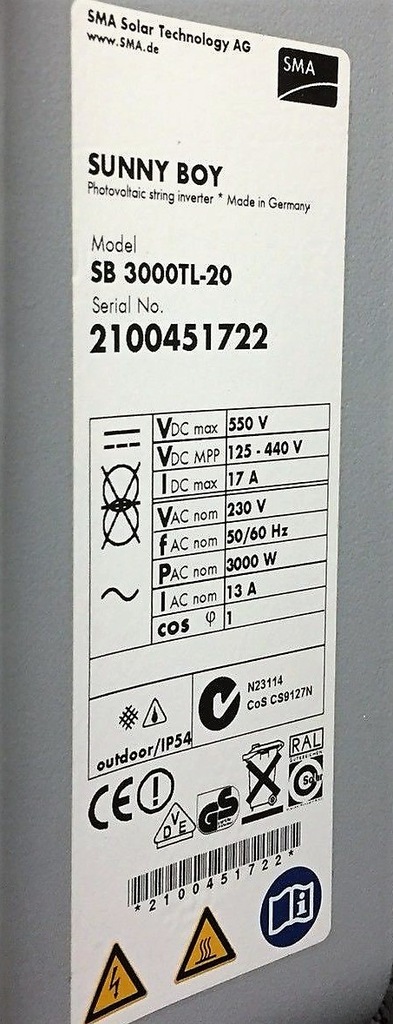 SMA Solar Technology AG
www.SMA.de
SMA
SUNNY BOY
Photovoltaic string inverter * Made in Germany
Model
SB 3000TL-20
Serial No.
2100451722
VDC max 550 V
VDC MPP 125 - 440 V
IDC max 17 A
VAC nom 230 V
fAC nom 50/60 Hz
PAC nom 3000 W
IAC nom 13 A
cos φ 1
N23114
CoS CS9127N
outdoor/IP54
CE
VDE
GS
RAL
Solar
*2100451722*
i